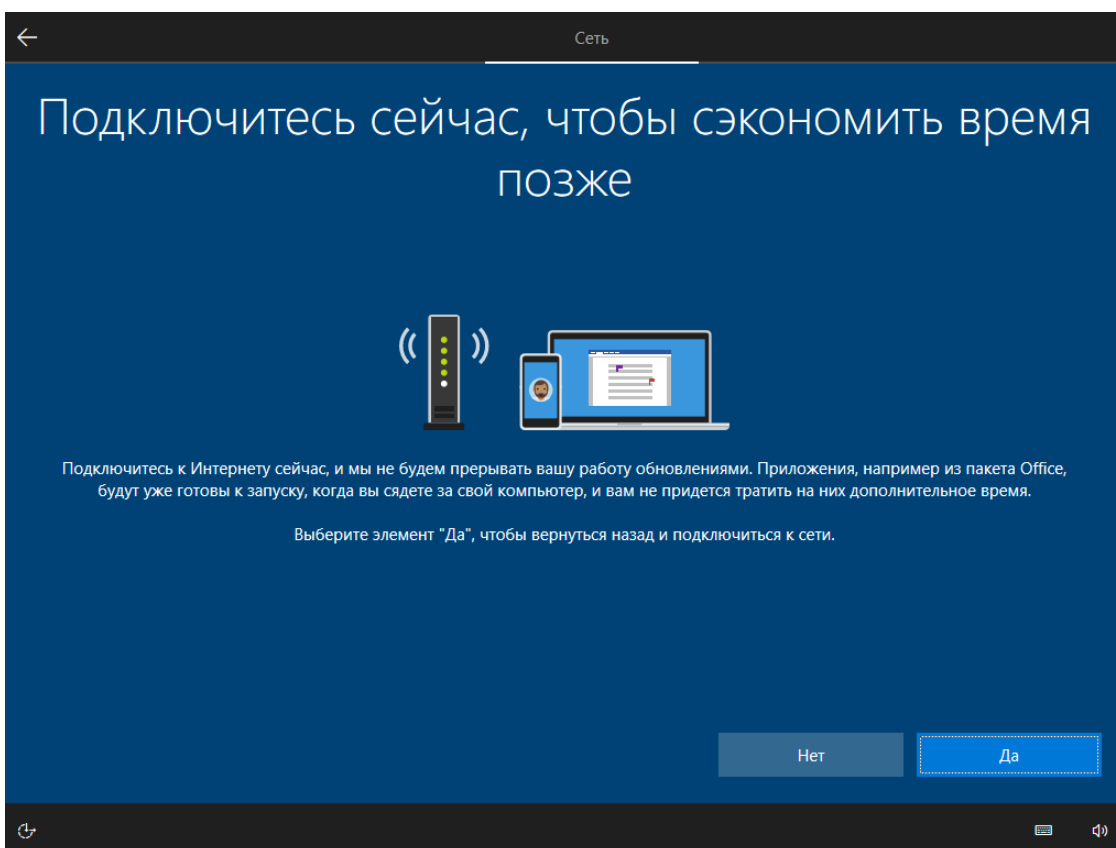 Сеть
Подключитесь сейчас, чтобы сэкономить время
позже
Подключитесь к Интернету сейчас, и мы не будем прерывать вашу работу обновлениями. Приложения, например из пакета Office,
будут уже готовы к запуску, когда вы сядете за свой компьютер, и вам не придется тратить на них дополнительное время.
Выберите элемент "Да", чтобы вернуться назад и подключиться к сети.
Нет
Да